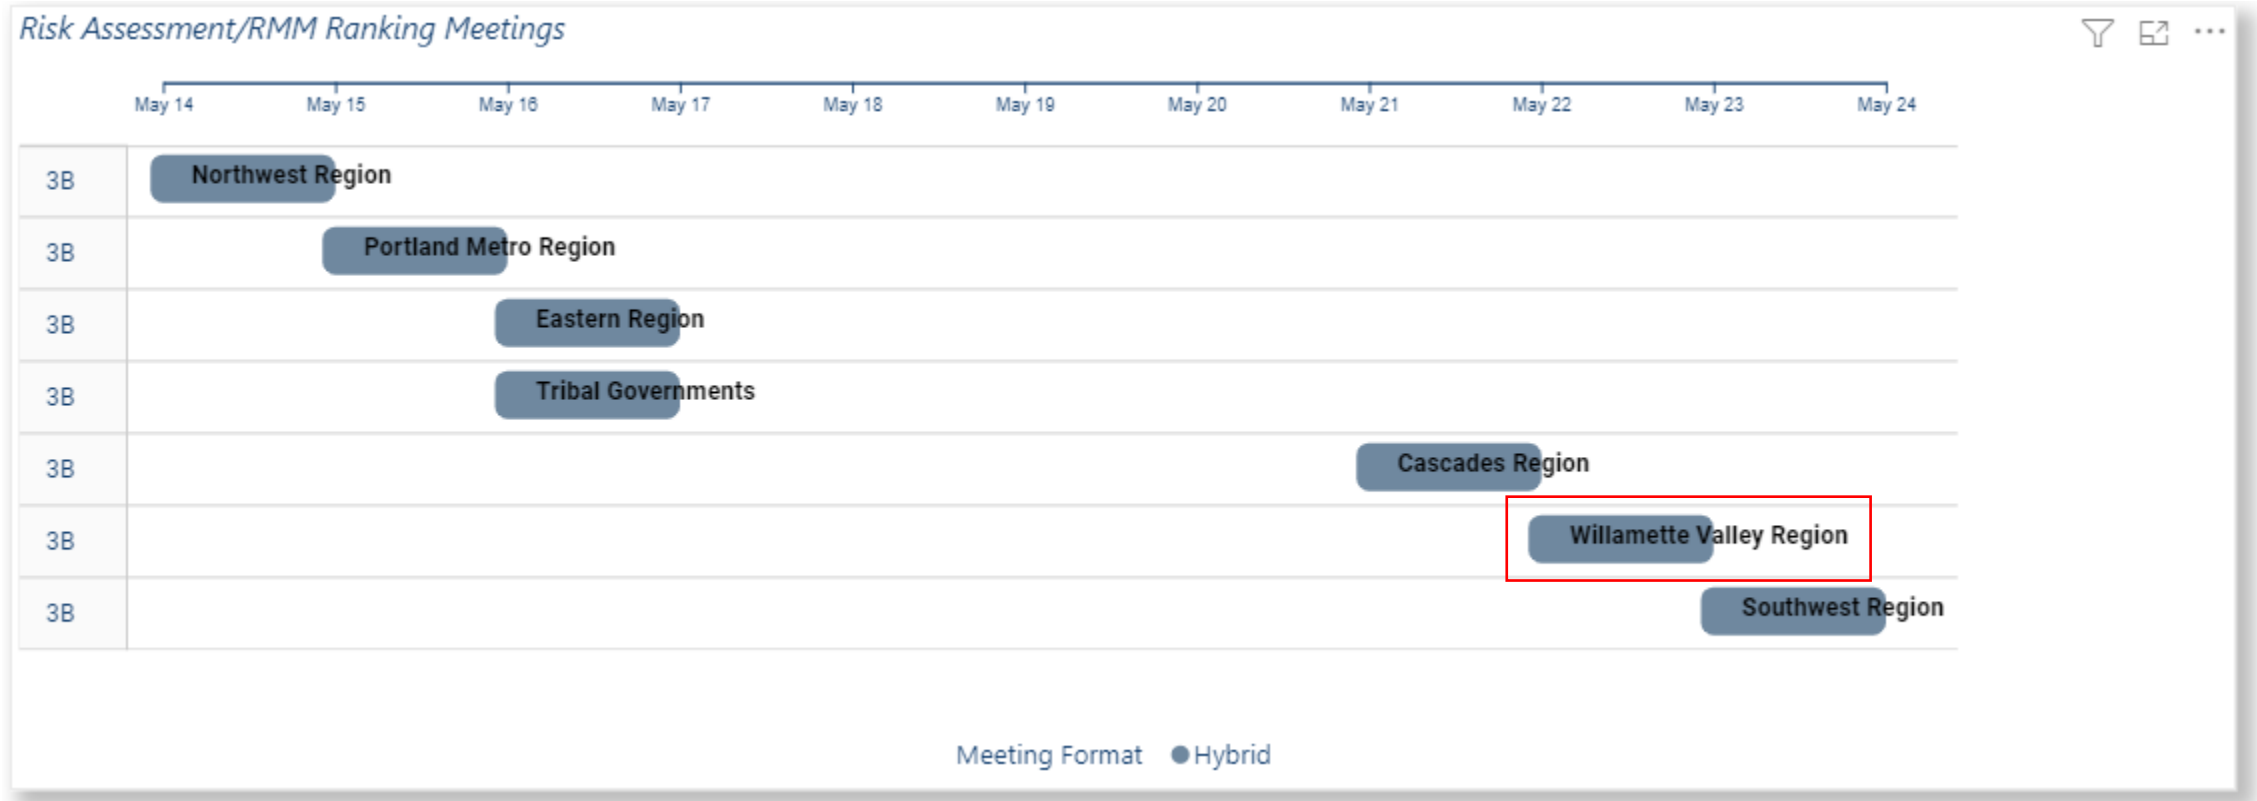 Risk Assessment/RMM Ranking Meetings
May 14 May 15 May 16 May 17 May 18 May 19 May 20 May 21 May 22 May 23 May 24
3B Northwest Region
3B Portland Metro Region
3B Eastern Region
3B Tribal Governments
3B Cascades Region
3B Willamette Valley Region
3B Southwest Region
Meeting Format Hybrid